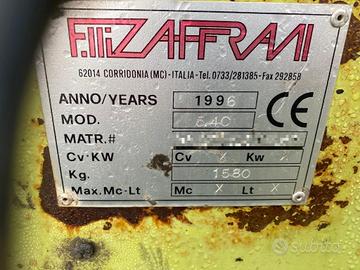 F.lli ZAFFRANI
62014 CORRIDONIA (MC) - ITALIA - Tel. 0733/281385 - Fax 292858
ANNO/YEARS 1996 CE
MOD. 540
MATR.#
Cv • KW Cv X Kw X
Kg. 1580
Max. Mc - Lt Mc X Lt X
subito